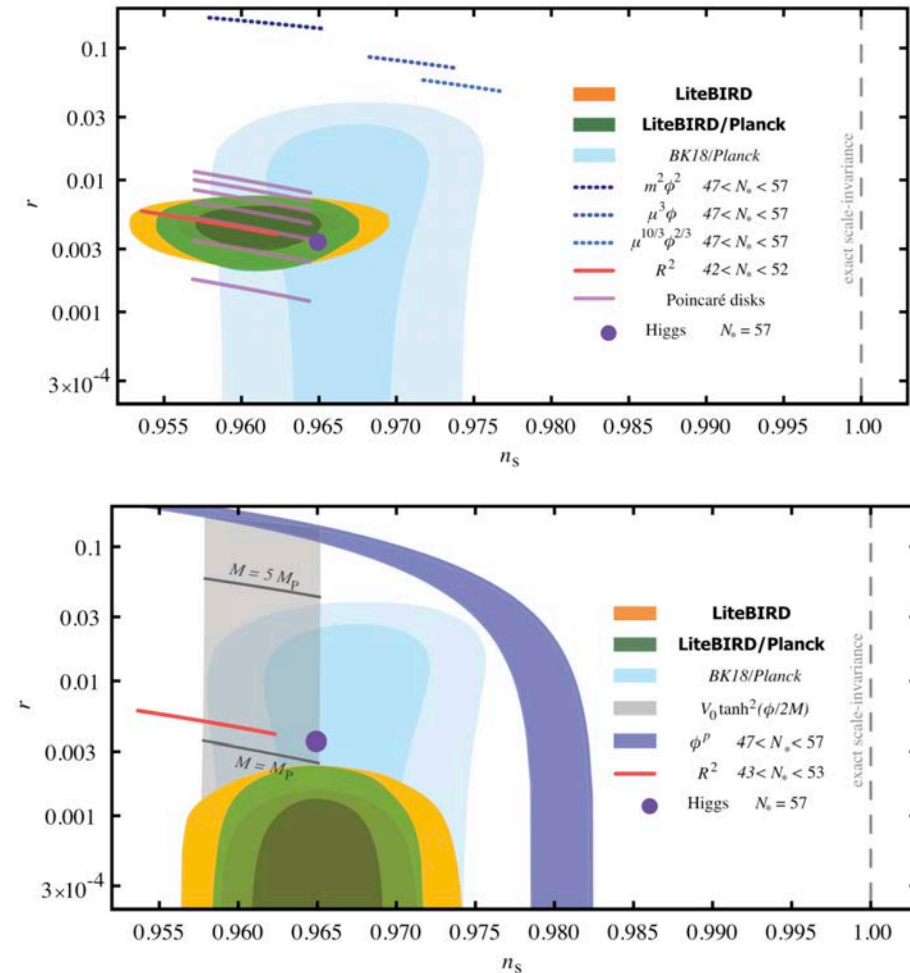 0.1
0.03
0.01
0.003
0.001
3×10⁻⁴
r
LiteBIRD
LiteBIRD/Planck
BK18/Planck
m²ϕ² 47< N* < 57
μ³ϕ 47< N* < 57
μ^10/3 ϕ^2/3 47< N* < 57
R² 42< N* < 52
Poincaré disks
Higgs N* = 57
exact scale-invariance
0.955 0.960 0.965 0.970 0.975 0.980 0.985 0.990 0.995 1.00
n_s
0.1
0.03
0.01
0.003
0.001
3×10⁻⁴
r
M = 5 M_P
M = M_P
LiteBIRD
LiteBIRD/Planck
BK18/Planck
V₀ tanh²(ϕ/2M)
ϕ^p 47< N* < 57
R² 43< N* < 53
Higgs N* = 57
exact scale-invariance
0.955 0.960 0.965 0.970 0.975 0.980 0.985 0.990 0.995 1.00
n_s